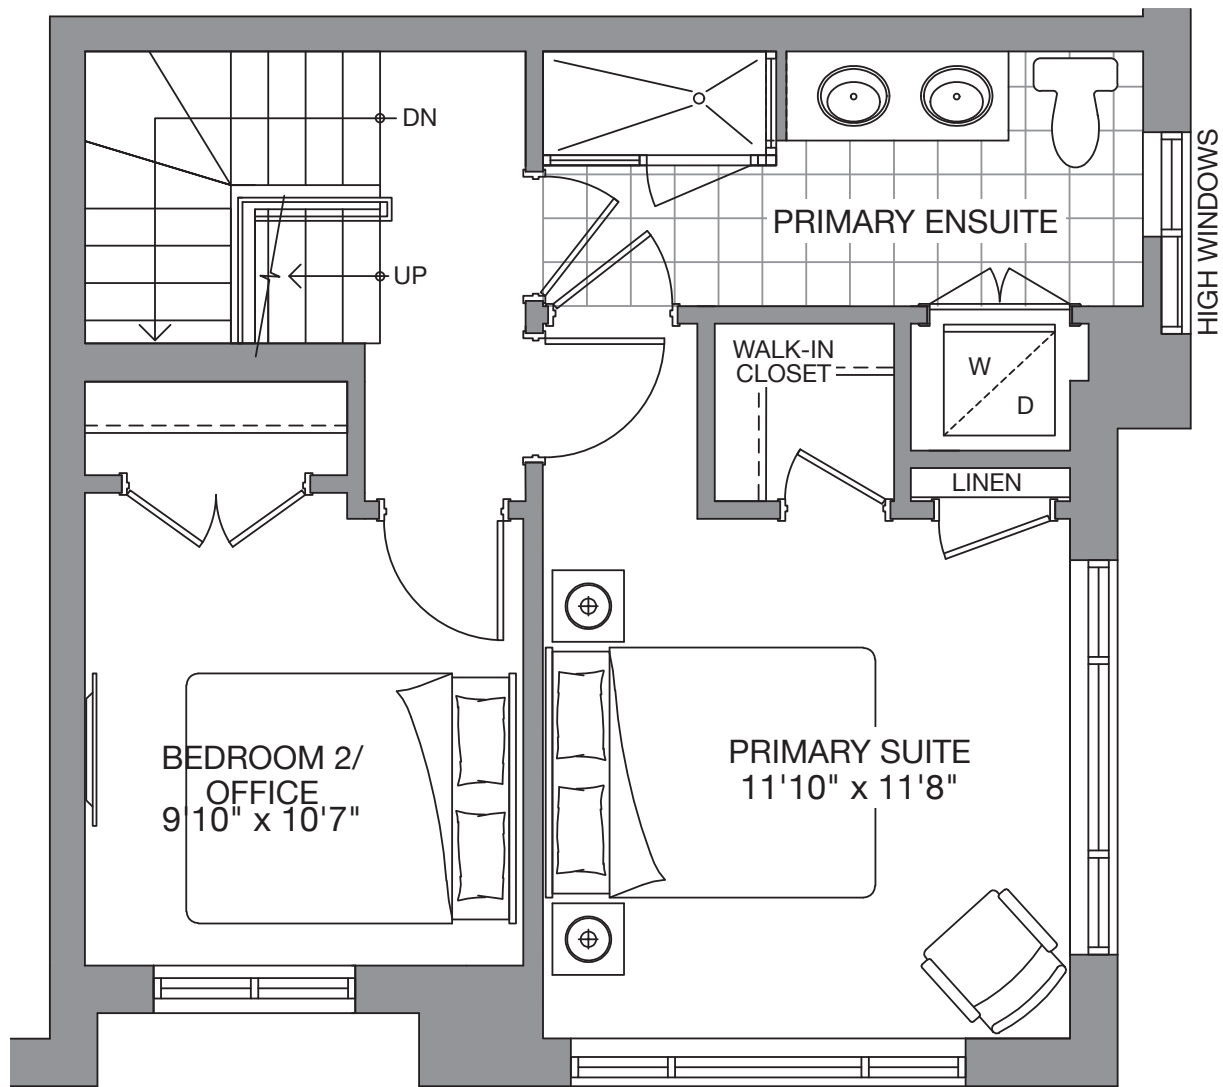 DN
UP
PRIMARY ENSUITE
HIGH WINDOWS
WALK-IN
CLOSET
W
D
LINEN
BEDROOM 2/
OFFICE
9'10" x 10'7"
PRIMARY SUITE
11'10" x 11'8"